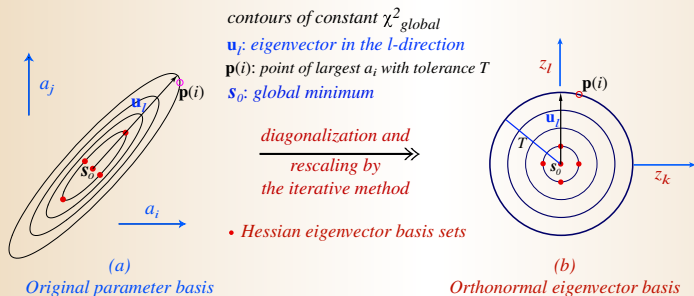 contours of constant χ²global
u_l: eigenvector in the l-direction
p(i): point of largest a_i with tolerance T
s_0: global minimum
diagonalization and
rescaling by
the iterative method
• Hessian eigenvector basis sets
a_j
u_l
p(i)
s_o
a_i
(a)
Original parameter basis
z_l
p(i)
u_l
T
s_0
z_k
(b)
Orthonormal eigenvector basis